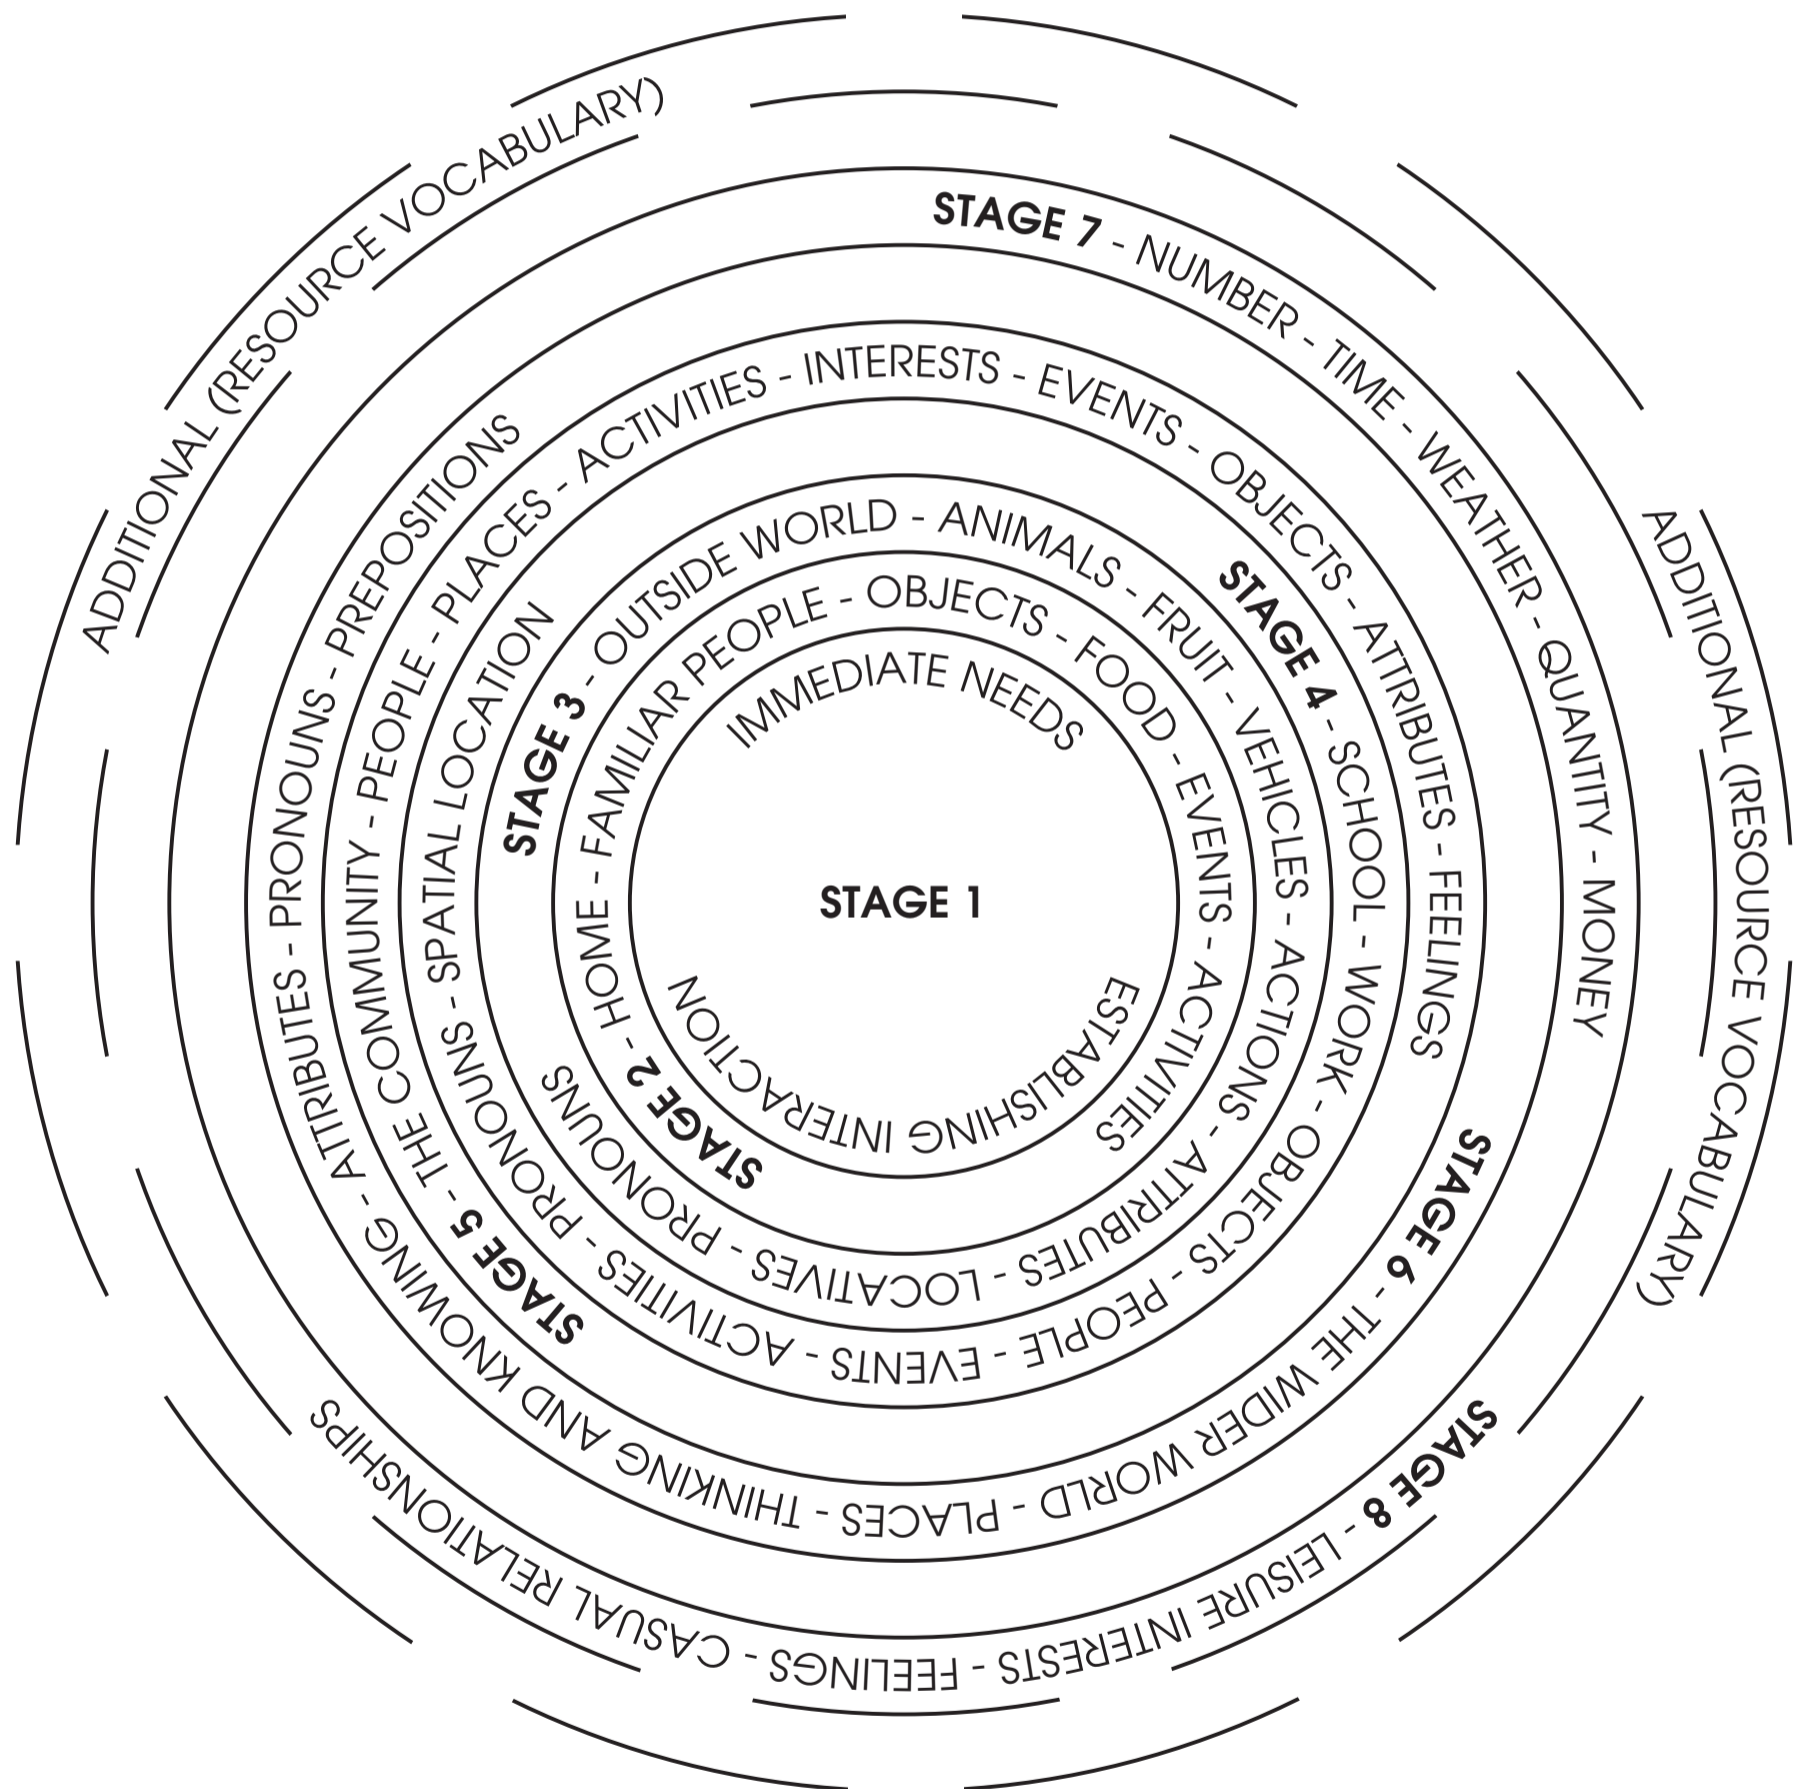 STAGE 1
IMMEDIATE NEEDS
ESTABLISHING INTERACTION
STAGE 2 - HOME - FAMILIAR PEOPLE - OBJECTS - FOOD - EVENTS - ACTIVITIES
STAGE 3 - OUTSIDE WORLD - ANIMALS - FRUIT - VEHICLES - ACTIONS - ATTRIBUTES - LOCATIVES - PRONOUNS
STAGE 4 - SCHOOL - WORK - OBJECTS - PEOPLE - EVENTS - ACTIVITIES - PRONOUNS - SPATIAL LOCATION
STAGE 5 - THE COMMUNITY - PEOPLE - PLACES - ACTIVITIES - INTERESTS - EVENTS - OBJECTS - ATTRIBUTES - FEELINGS
STAGE 6 - THE WIDER WORLD - PLACES - THINKING AND KNOWING - ATTRIBUTES - PRONOUNS - PREPOSITIONS
STAGE 7 - NUMBER - TIME - WEATHER - QUANTITY - MONEY
STAGE 8 - LEISURE INTERESTS - FEELINGS - CASUAL RELATIONSHIPS
ADDITIONAL (RESOURCE VOCABULARY)
ADDITIONAL (RESOURCE VOCABULARY)